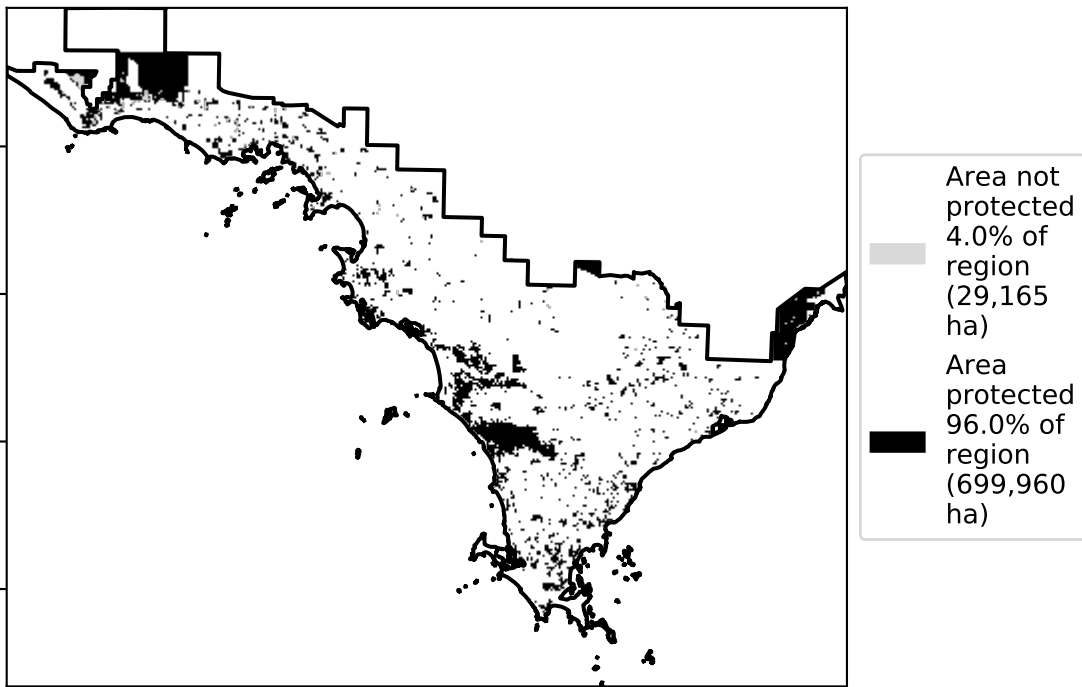 Area not
protected
4.0% of
region
(29,165
ha)
Area
protected
96.0% of
region
(699,960
ha)